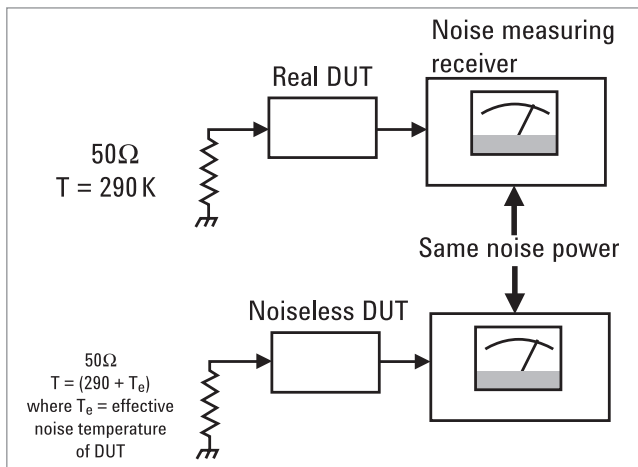 Noise measuring
receiver
Real DUT
50Ω
T = 290 K
Same noise power
Noiseless DUT
50Ω
T = (290 + Te)
where Te = effective
noise temperature
of DUT